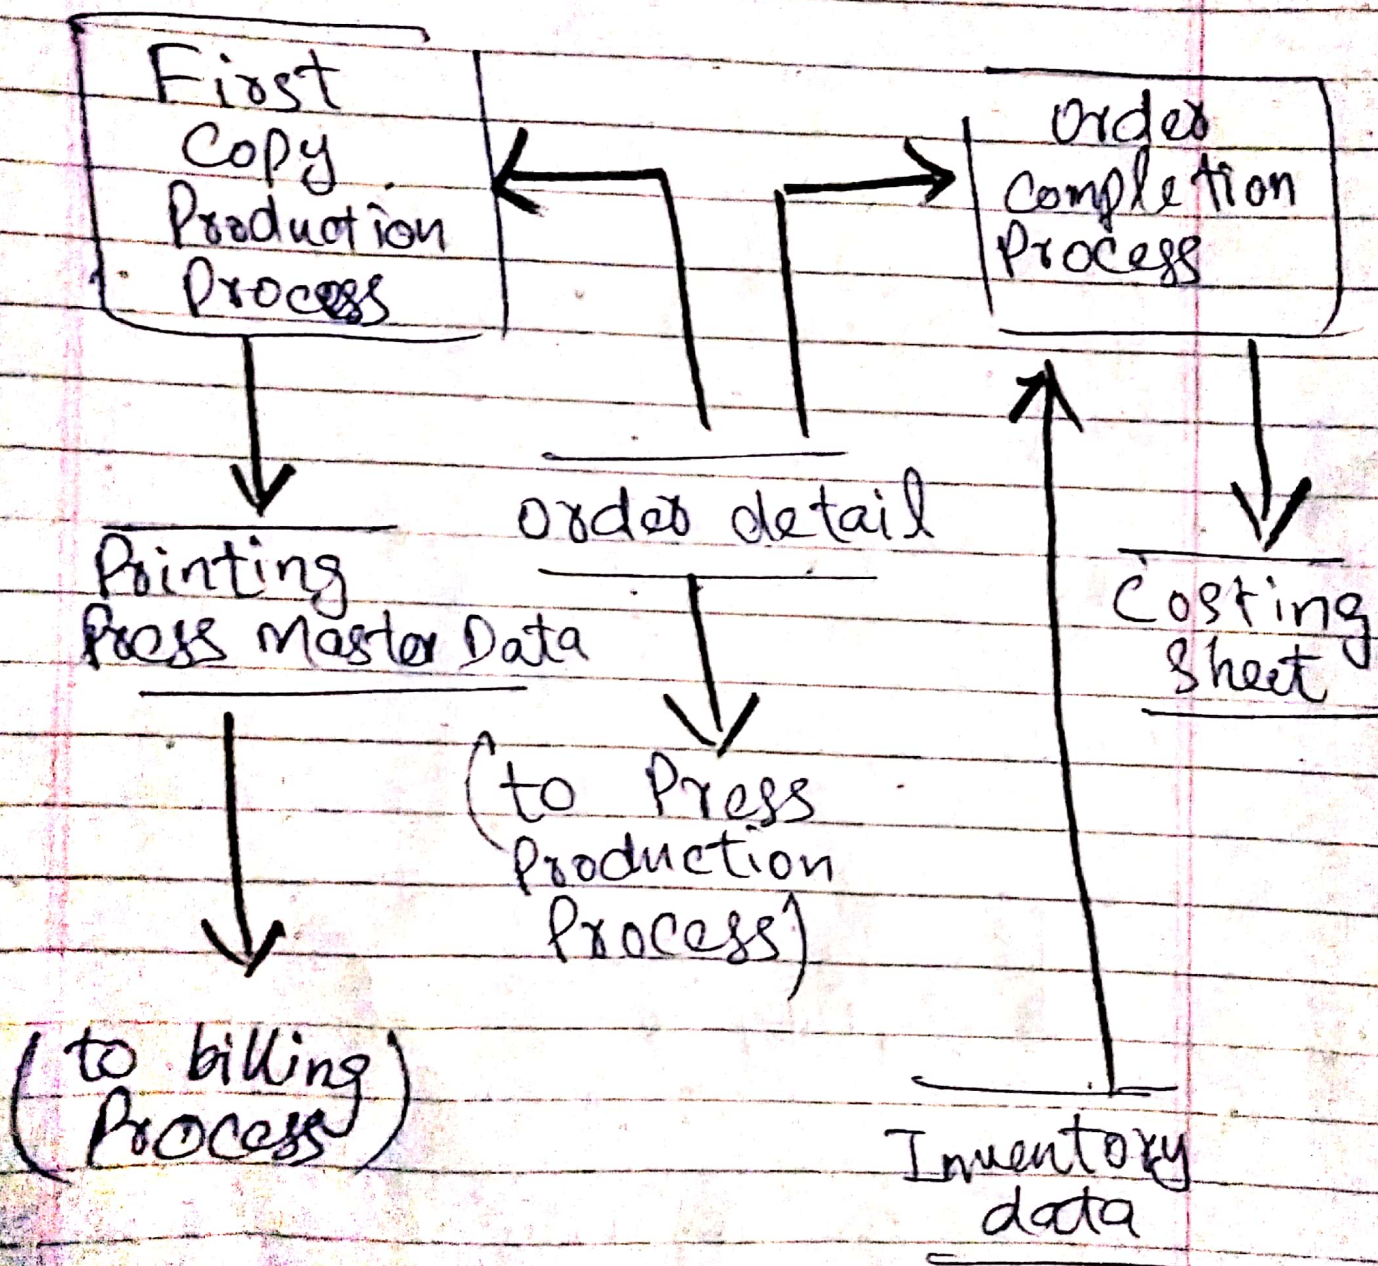 First
Copy
Production
Process
Order
Completion
Process
Order detail
Printing
Press Master Data
Costing
Sheet
(to Press
Production
Process)
(to billing
Process)
Inventory
data